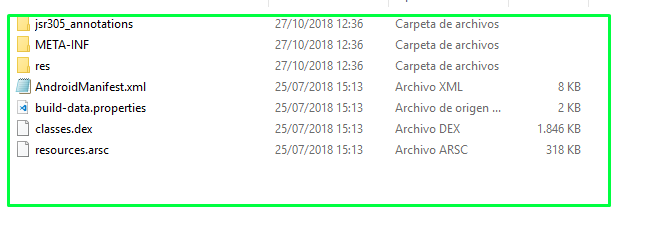 jsr305_annotations 27/10/2018 12:36 Carpeta de archivos
META-INF 27/10/2018 12:36 Carpeta de archivos
res 27/10/2018 12:36 Carpeta de archivos
AndroidManifest.xml 25/07/2018 15:13 Archivo XML 8 KB
build-data.properties 25/07/2018 15:13 Archivo de origen ... 2 KB
classes.dex 25/07/2018 15:13 Archivo DEX 1.846 KB
resources.arsc 25/07/2018 15:13 Archivo ARSC 318 KB